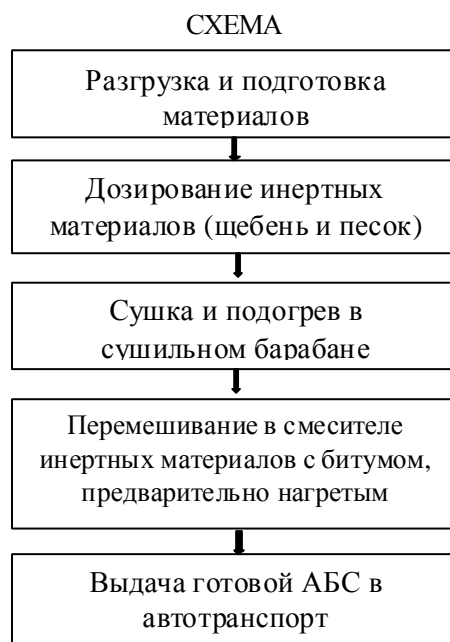 СХЕМА
Разгрузка и подготовка
материалов
Дозирование инертных
материалов (щебень и песок)
Сушка и подогрев в
сушильном барабане
Перемешивание в смесителе
инертных материалов с битумом,
предварительно нагретым
Выдача готовой АБС в
автотранспорт